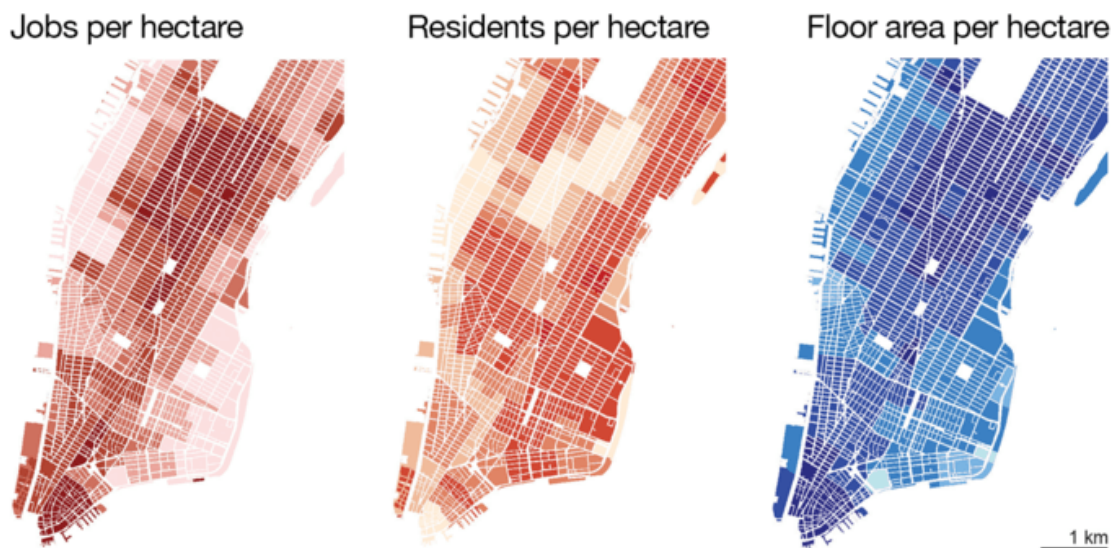 Jobs per hectare
Residents per hectare
Floor area per hectare
1 km